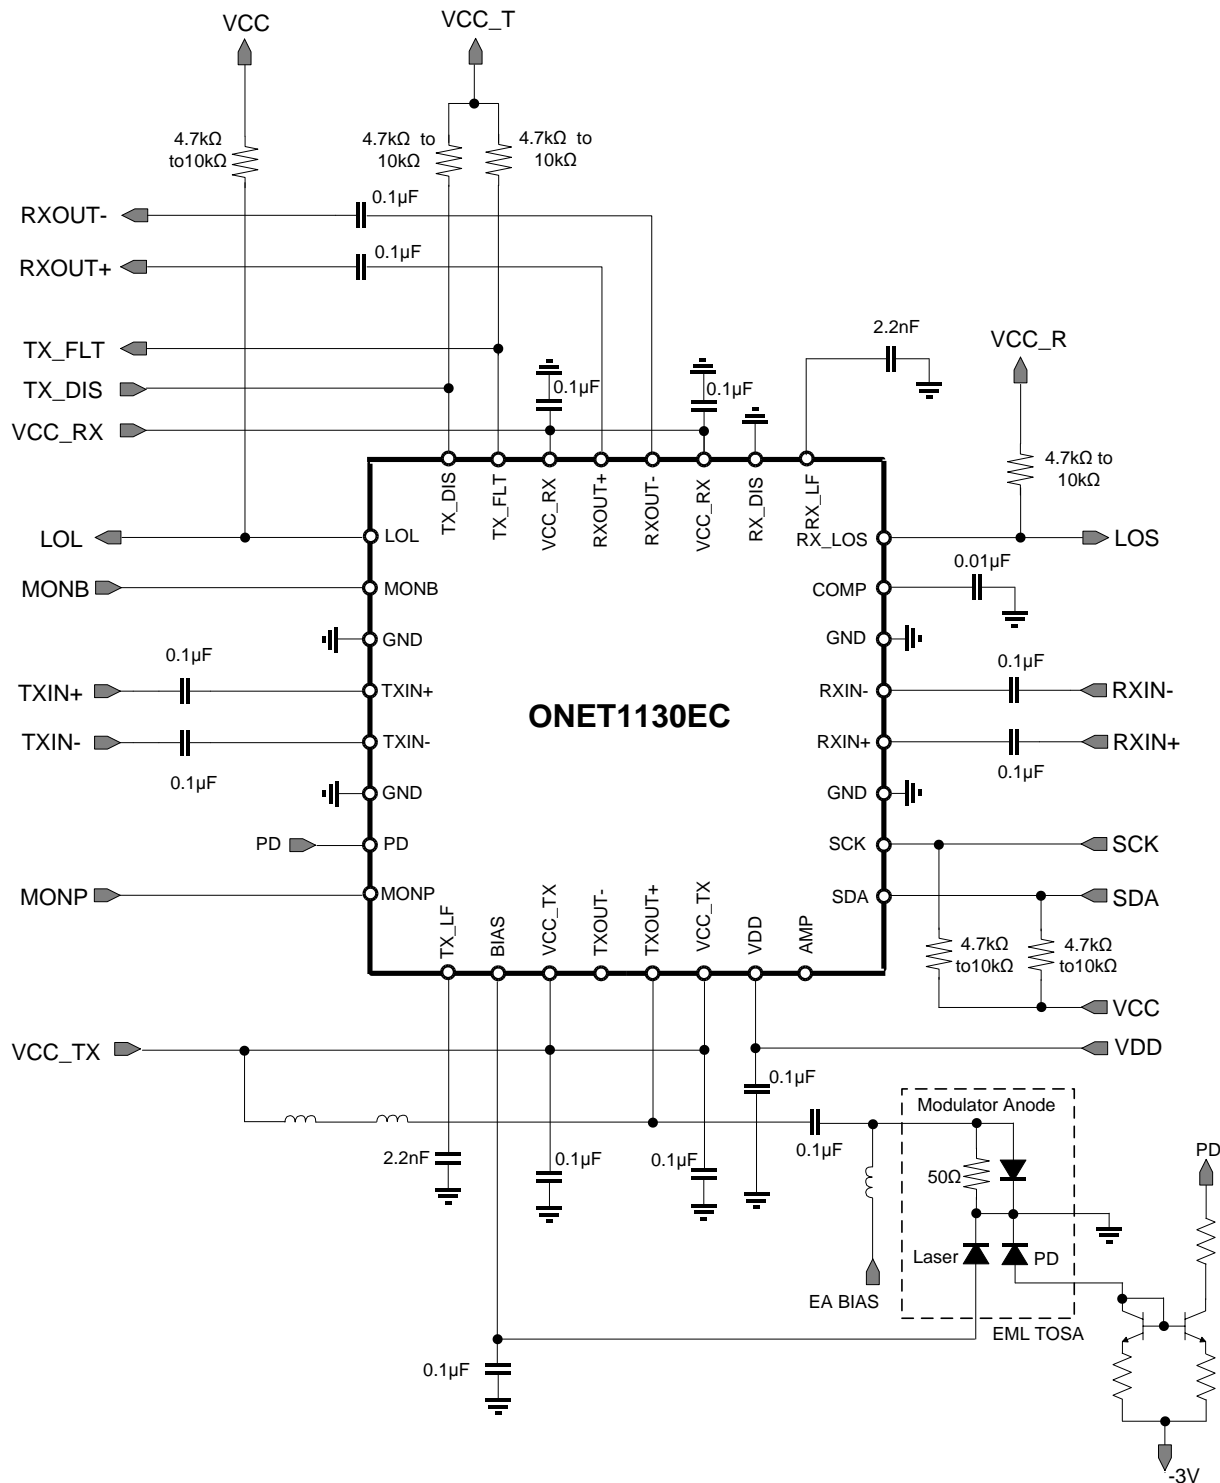 VCC
VCC_T
4.7kΩ
to10kΩ
4.7kΩ to
10kΩ
4.7kΩ to
10kΩ
RXOUT-
0.1µF
RXOUT+
0.1µF
2.2nF
VCC_R
TX_FLT
TX_DIS
0.1µF
0.1µF
VCC_RX
4.7kΩ to
10kΩ
TX_DIS
TX_FLT
VCC_RX
RXOUT+
RXOUT-
VCC_RX
RX_DIS
RX_LF
LOL
LOL
RX_LOS
LOS
MONB
MONB
COMP
0.01µF
GND
GND
0.1µF
0.1µF
TXIN+
TXIN+
RXIN-
RXIN-
ONET1130EC
TXIN-
TXIN-
RXIN+
RXIN+
0.1µF
0.1µF
GND
GND
PD
PD
SCK
SCK
MONP
MONP
SDA
SDA
TX_LF
BIAS
VCC_TX
TXOUT-
TXOUT+
VCC_TX
VDD
AMP
4.7kΩ
to10kΩ
4.7kΩ
to10kΩ
VCC
VCC_TX
VDD
0.1µF
Modulator Anode
2.2nF
0.1µF
0.1µF
0.1µF
50Ω
PD
Laser
PD
EA BIAS
EML TOSA
0.1µF
-3V